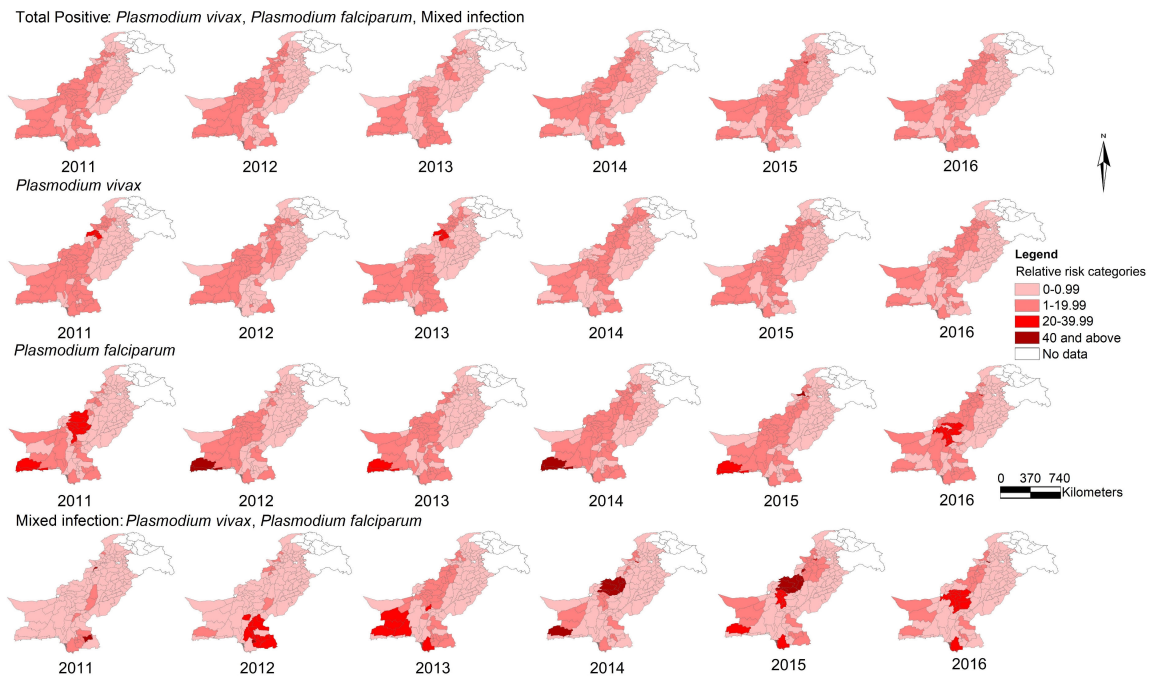 Total Positive: Plasmodium vivax, Plasmodium falciparum, Mixed infection
2011 2012 2013 2014 2015 2016
N
Plasmodium vivax
2011 2012 2013 2014 2015 2016
Legend
Relative risk categories
0-0.99
1-19.99
20-39.99
40 and above
No data
Plasmodium falciparum
2011 2012 2013 2014 2015 2016
0 370 740
Kilometers
Mixed infection: Plasmodium vivax, Plasmodium falciparum
2011 2012 2013 2014 2015 2016